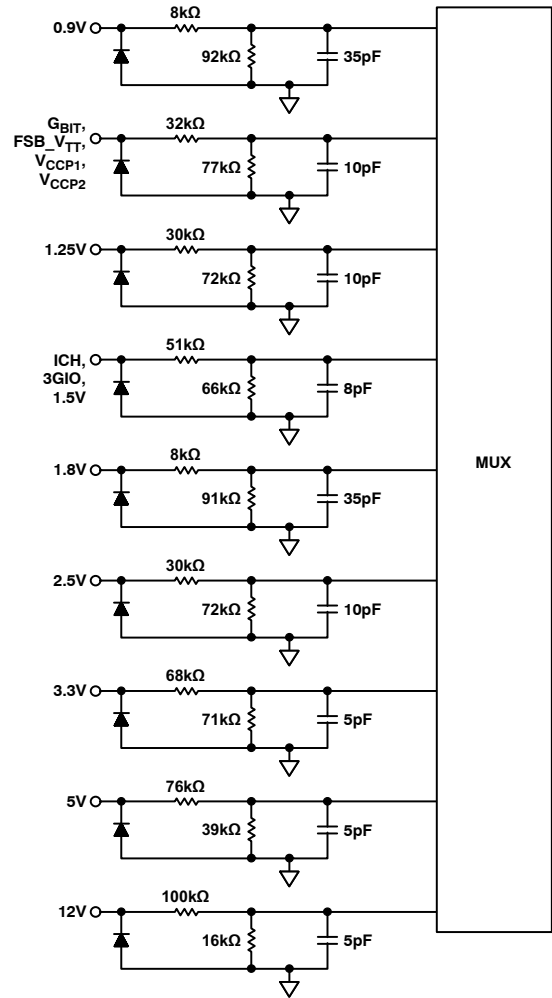 0.9V
8kΩ
92kΩ
35pF
GBIT,
FSB_VTT,
VCCP1,
VCCP2
32kΩ
77kΩ
10pF
1.25V
30kΩ
72kΩ
10pF
ICH,
3GIO,
1.5V
51kΩ
66kΩ
8pF
1.8V
8kΩ
91kΩ
35pF
2.5V
30kΩ
72kΩ
10pF
3.3V
68kΩ
71kΩ
5pF
5V
76kΩ
39kΩ
5pF
12V
100kΩ
16kΩ
5pF
MUX